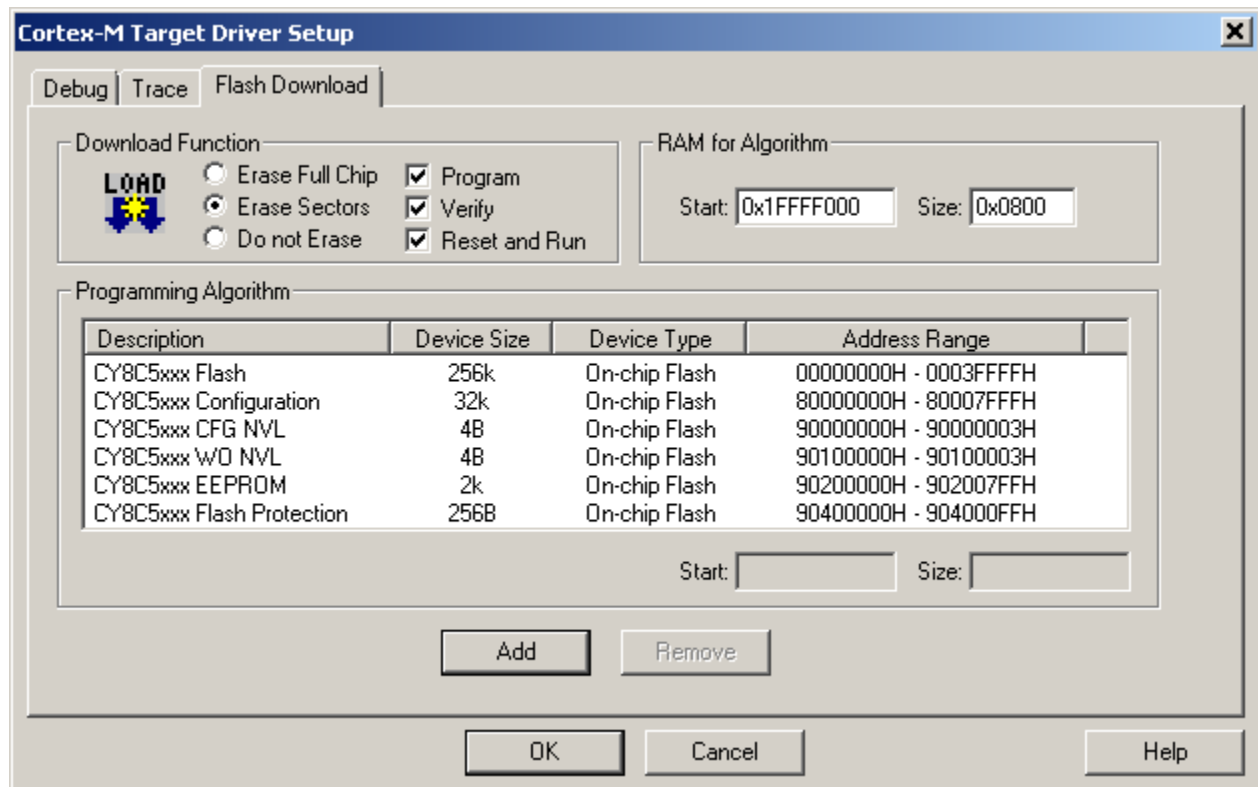 Cortex-M Target Driver Setup
Debug Trace Flash Download
Download Function
LOAD
Erase Full Chip
Erase Sectors
Do not Erase
Program
Verify
Reset and Run
RAM for Algorithm
Start: 0x1FFFF000 Size: 0x0800
Programming Algorithm
Description Device Size Device Type Address Range
CY8C5xxx Flash 256k On-chip Flash 00000000H - 0003FFFFH
CY8C5xxx Configuration 32k On-chip Flash 80000000H - 80007FFFH
CY8C5xxx CFG NVL 4B On-chip Flash 90000000H - 90000003H
CY8C5xxx WO NVL 4B On-chip Flash 90100000H - 90100003H
CY8C5xxx EEPROM 2k On-chip Flash 90200000H - 902007FFH
CY8C5xxx Flash Protection 256B On-chip Flash 90400000H - 904000FFH
Start: Size:
Add Remove
OK Cancel Help